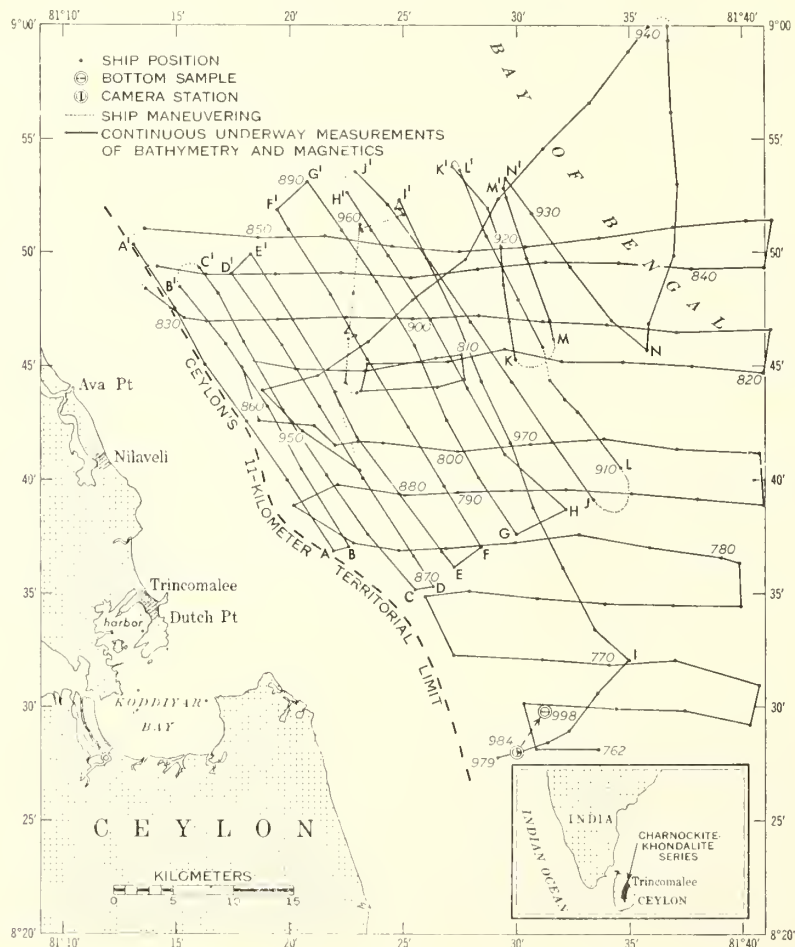 81°10'
15'
20'
25'
30'
35'
81°40'
9°00'
9°00'
BAY OF BENGAL
• SHIP POSITION
BOTTOM SAMPLE
CAMERA STATION
SHIP MANEUVERING
CONTINUOUS UNDERWAY MEASUREMENTS
OF BATHYMETRY AND MAGNETICS
940
55'
55'
890
G'
J'
K'
L'
N'
M'
F'
H'
A'
I'
960
930
850
50'
50'
A'
E'
C'
D'
B'
920
840
830
900
M
N
810
K
45'
45'
820
Ava Pt
Nilaveli
CEYLON'S 11-KILOMETER TERRITORIAL LIMIT
860
950
970
800
910
L
40'
40'
880
790
J
H
G
A
B
F
E
780
870
C
D
35'
35'
Trincomalee
Dutch Pt
harbor
770
I
KODDIYAR
BAY
30'
30'
998
984
979
762
25'
25'
CEYLON
KILOMETERS
0
5
10
15
INDIA
INDIAN OCEAN
CHARNOCKITE-
KHONDALITE
SERIES
Trincomalee
CEYLON
8°20'
8°20'
81°10'
15'
20'
25'
30'
35'
81°40'